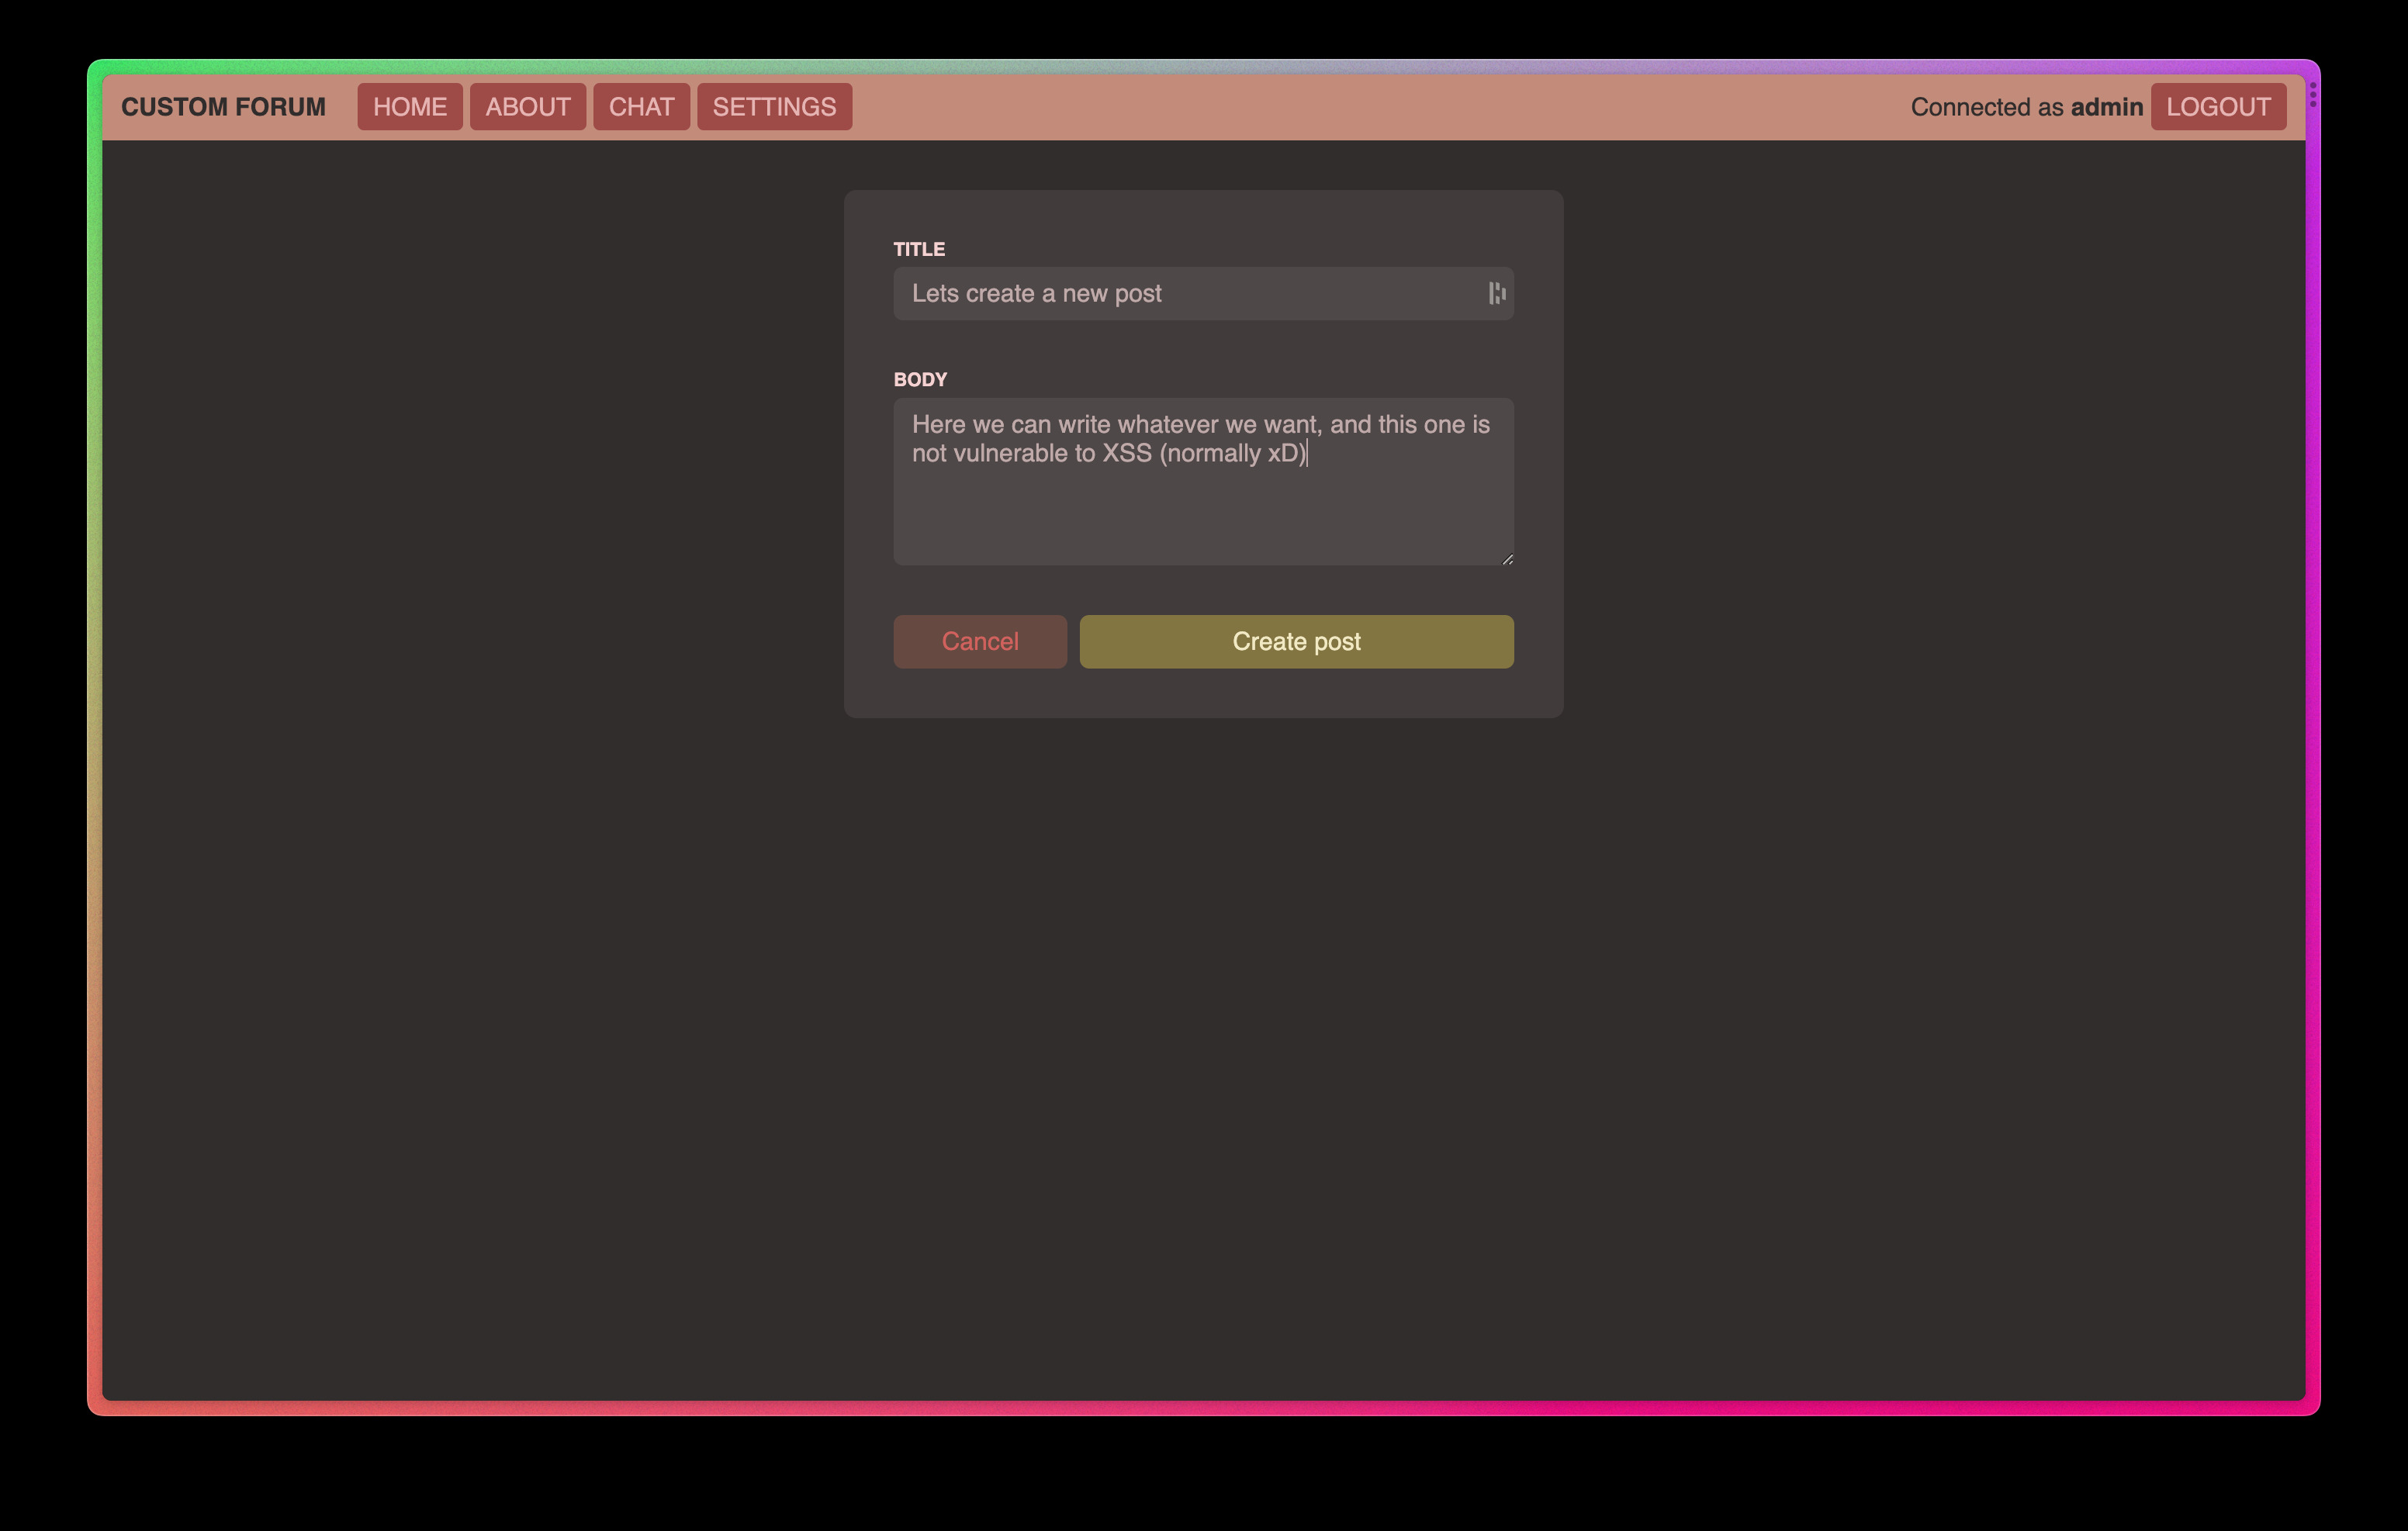 CUSTOM FORUM HOME ABOUT CHAT SETTINGS Connected as admin LOGOUT
TITLE
Lets create a new post
BODY
Here we can write whatever we want, and this one is
not vulnerable to XSS (normally xD)
Cancel Create post